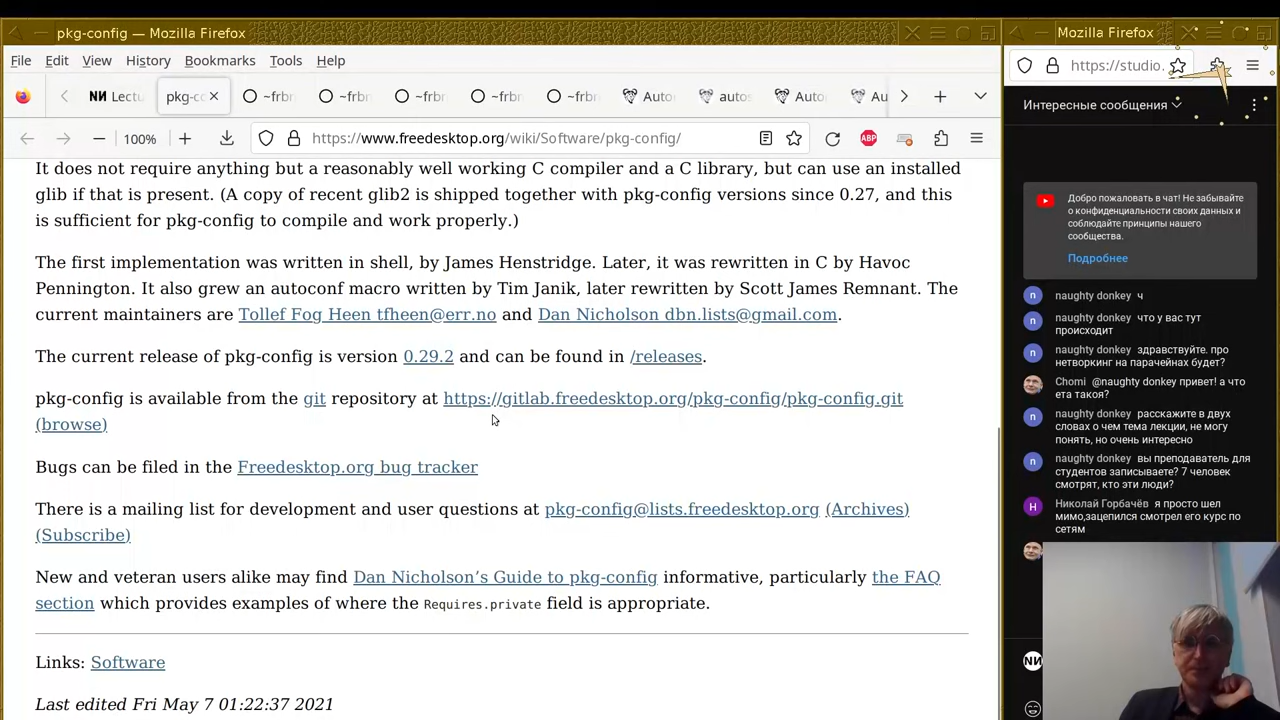 pkg-config — Mozilla Firefox
File Edit View History Bookmarks Tools Help
Lectu
pkg-co
~frbr
~frbr
~frbr
~frbr
~frbr
Auto
autos
Auto
Au
100%
https://www.freedesktop.org/wiki/Software/pkg-config/
It does not require anything but a reasonably well working C compiler and a C library, but can use an installed
glib if that is present. (A copy of recent glib2 is shipped together with pkg-config versions since 0.27, and this
is sufficient for pkg-config to compile and work properly.)
The first implementation was written in shell, by James Henstridge. Later, it was rewritten in C by Havoc
Pennington. It also grew an autoconf macro written by Tim Janik, later rewritten by Scott James Remnant. The
current maintainers are Tollef Fog Heen tfheen@err.no and Dan Nicholson dbn.lists@gmail.com.
The current release of pkg-config is version 0.29.2 and can be found in /releases.
pkg-config is available from the git repository at https://gitlab.freedesktop.org/pkg-config/pkg-config.git
(browse)
Bugs can be filed in the Freedesktop.org bug tracker
There is a mailing list for development and user questions at pkg-config@lists.freedesktop.org (Archives)
(Subscribe)
New and veteran users alike may find Dan Nicholson’s Guide to pkg-config informative, particularly the FAQ
section which provides examples of where the Requires.private field is appropriate.
Links: Software
Last edited Fri May 7 01:22:37 2021
Mozilla Firefox
https://studio.
Интересные сообщения
Добро пожаловать в чат! Не забывайте
о конфиденциальности своих данных и
соблюдайте принципы нашего
сообщества.
Подробнее
naughty donkey ч
naughty donkey что у вас тут
происходит
naughty donkey здравствуйте. про
нетворкинг на парачейнах будет?
Chomi @naughty donkey привет! а что
ета такоэ?
naughty donkey расскажите в двух
словах о чем тема лекции, не могу
понять, но очень интересно
naughty donkey вы преподаватель для
студентов записываете? 7 человек
смотрят, кто эти люди?
Николай Горбачёв я просто шел
мимо,зацепился смотрел его курс по
сетям